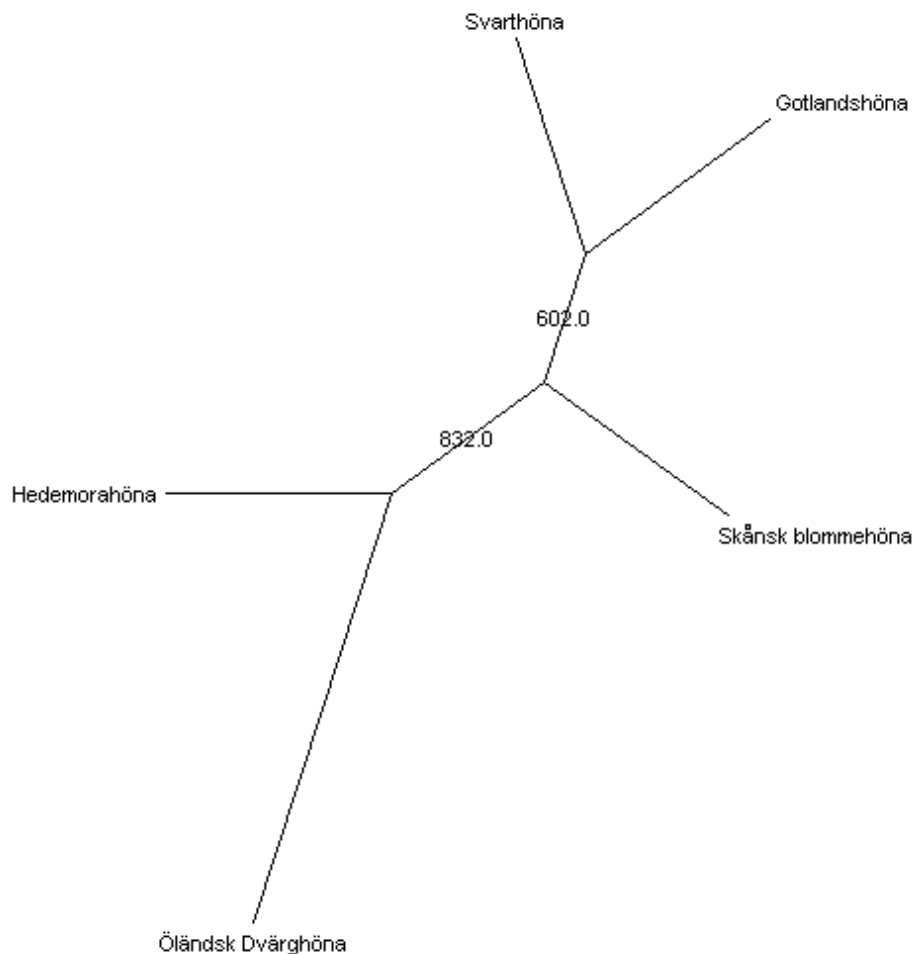 Svarthöna
Gotlandshöna
602.0
832.0
Hedemorahöna
Skånsk blommehöna
Öländsk Dvärghöna